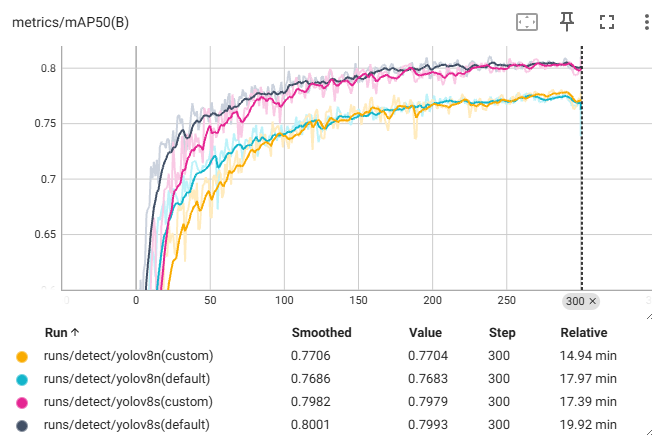 metrics/mAP50(B)
0.8
0.75
0.7
0.65
0 50 100 150 200 250 300 ×
Run ↑ Smoothed Value Step Relative
runs/detect/yolov8n(custom) 0.7706 0.7704 300 14.94 min
runs/detect/yolov8n(default) 0.7686 0.7683 300 17.97 min
runs/detect/yolov8s(custom) 0.7982 0.7979 300 17.39 min
runs/detect/yolov8s(default) 0.8001 0.7993 300 19.92 min